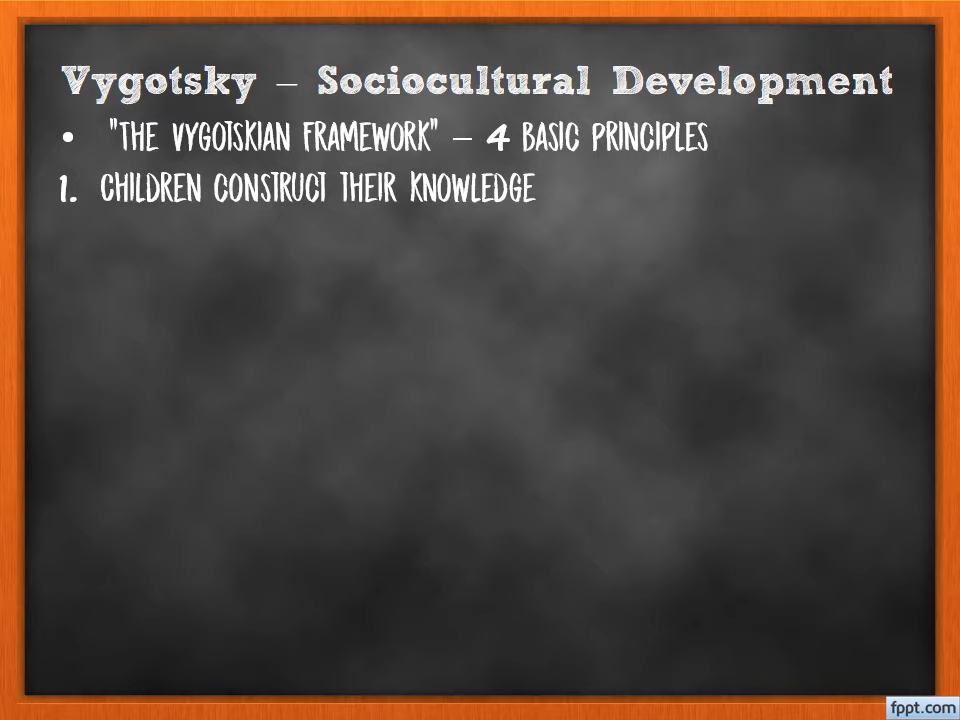 Vygotsky – Sociocultural Development
• "THE VYGOTSKIAN FRAMEWORK" – 4 BASIC PRINCIPLES
1. CHILDREN CONSTRUCT THEIR KNOWLEDGE
fppt.com